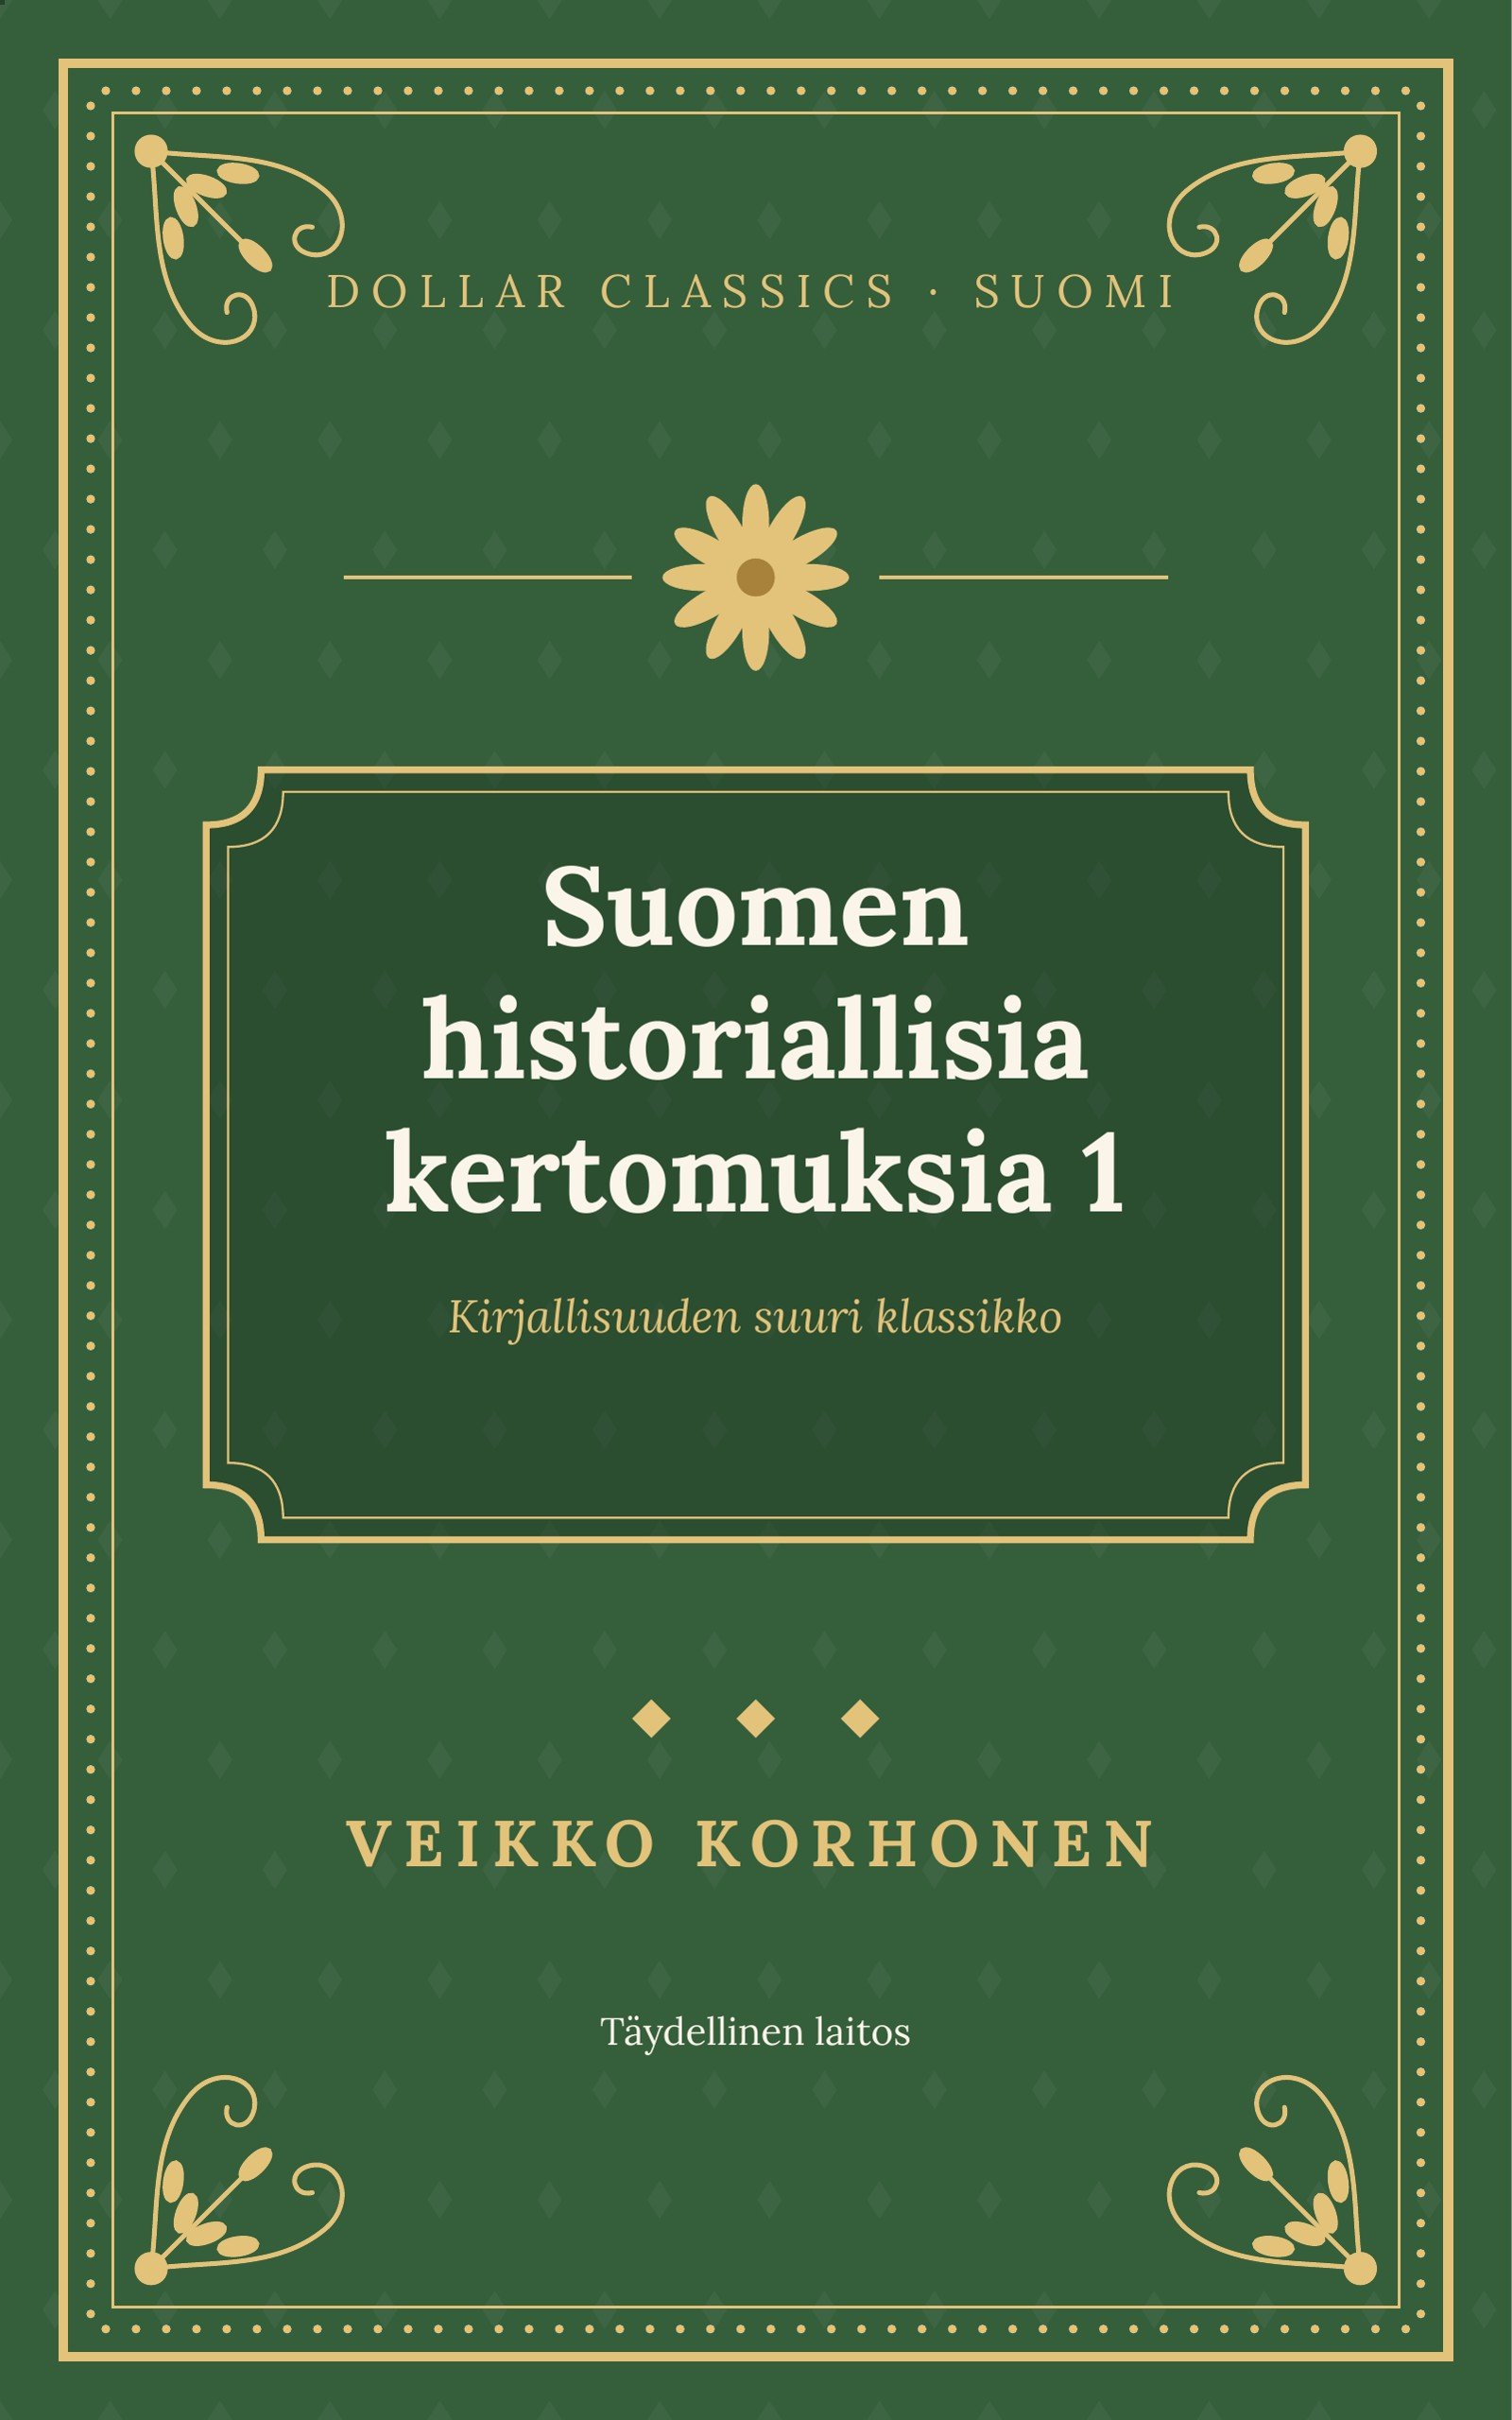 DOLLAR CLASSICS · SUOMI
Suomen
historiallisia
kertomuksia 1
Kirjallisuuden suuri klassikko
VEIKKO KORHONEN
Täydellinen laitos